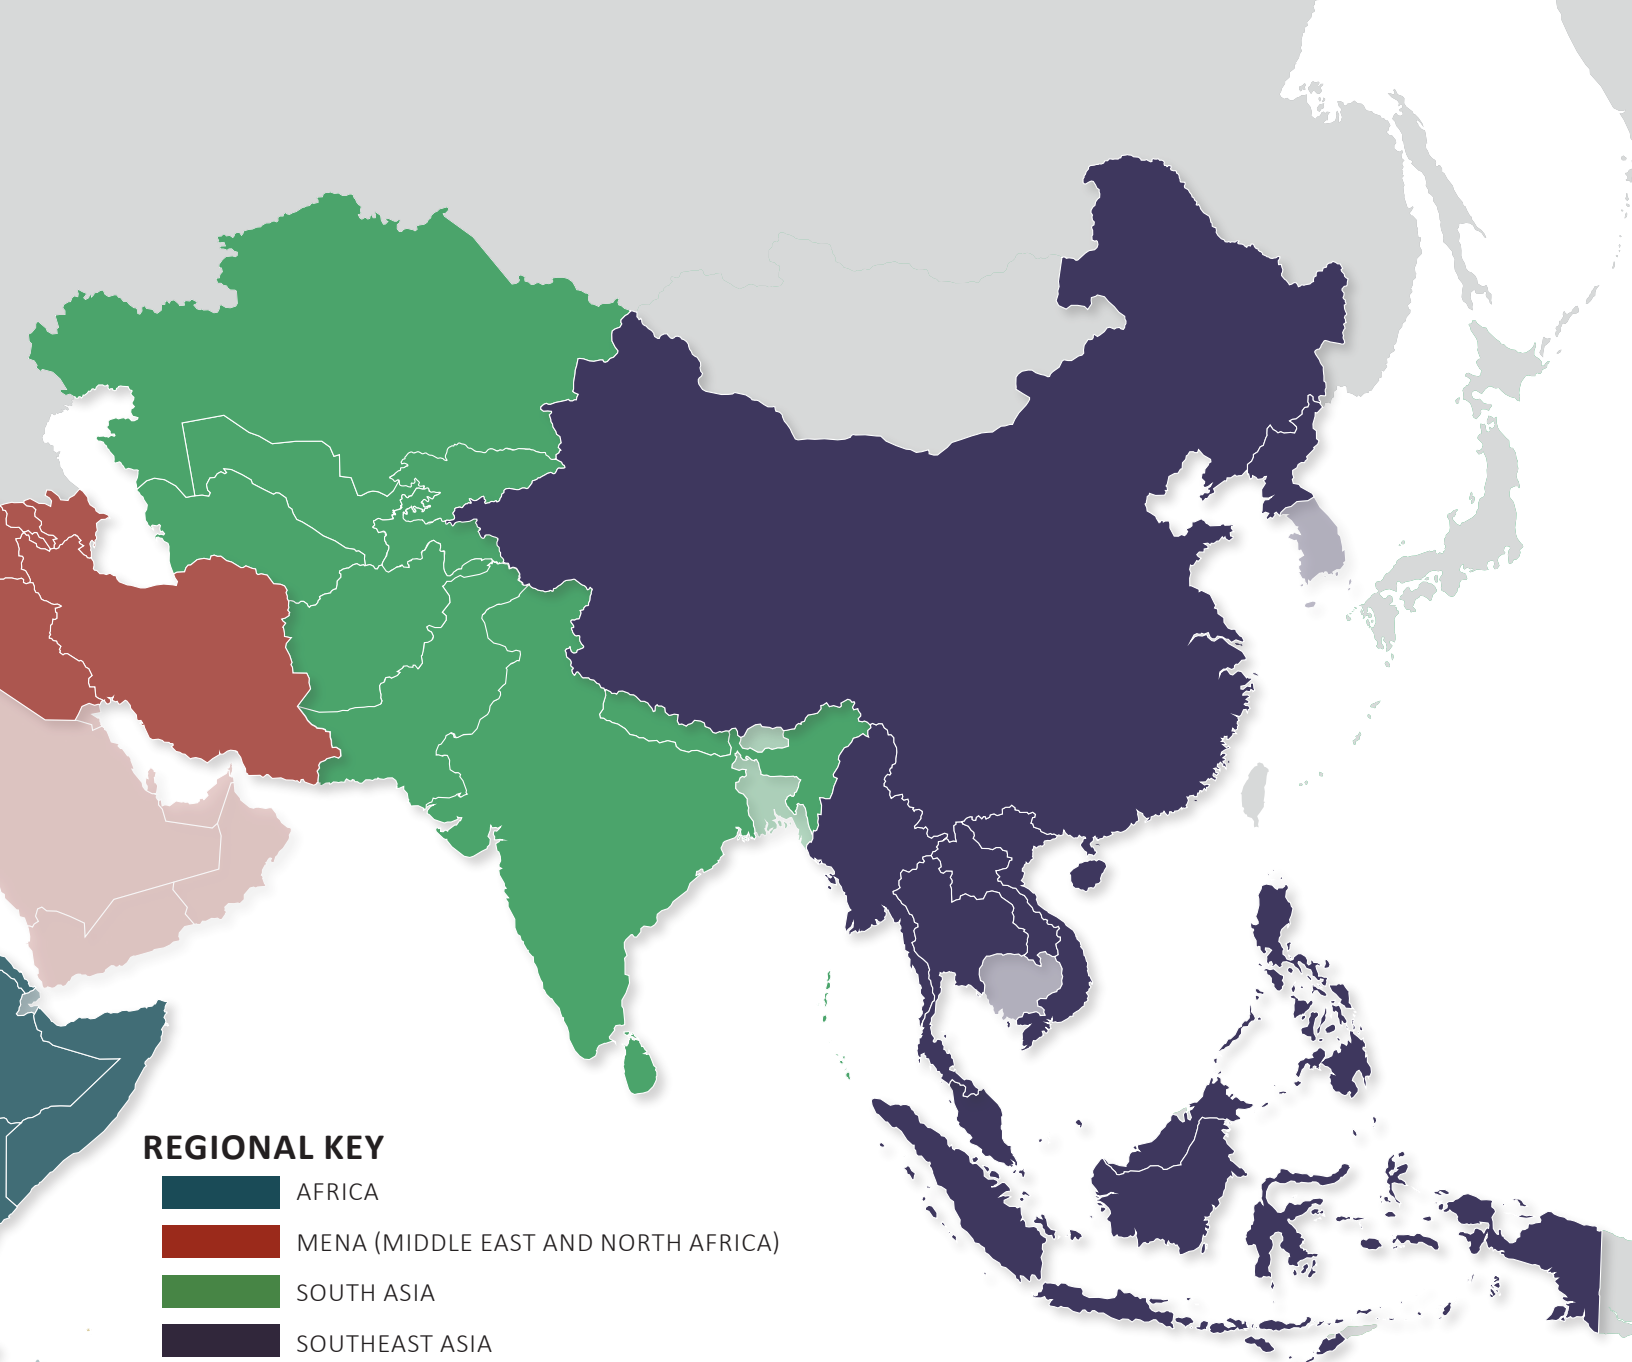 REGIONAL KEY
AFRICA
MENA (MIDDLE EAST AND NORTH AFRICA)
SOUTH ASIA
SOUTHEAST ASIA